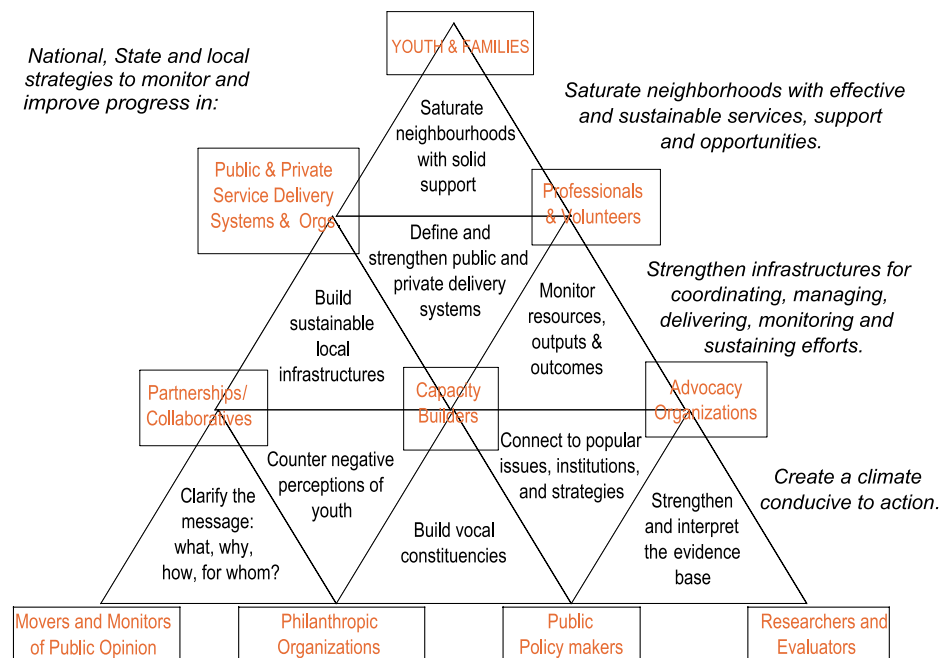 YOUTH & FAMILIES
National, State and local
strategies to monitor and
improve progress in:
Saturate
neighbourhoods
with solid
support
Saturate neighborhoods with effective
and sustainable services, support
and opportunities.
Public & Private
Service Delivery
Systems & Orgs
Professionals
& Volunteers
Define and
strengthen public and
private delivery
systems
Build
sustainable
local
infrastructures
Monitor
resources,
outputs &
outcomes
Strengthen infrastructures for
coordinating, managing,
delivering, monitoring and
sustaining efforts.
Partnerships/
Collaboratives
Capacity
Builders
Advocacy
Organizations
Clarify the
message:
what, why,
how, for whom?
Counter negative
perceptions of
youth
Build vocal
constituencies
Connect to popular
issues, institutions,
and strategies
Strengthen
and interpret
the evidence
base
Create a climate
conducive to action.
Movers and Monitors
of Public Opinion
Philanthropic
Organizations
Public
Policy makers
Researchers and
Evaluators